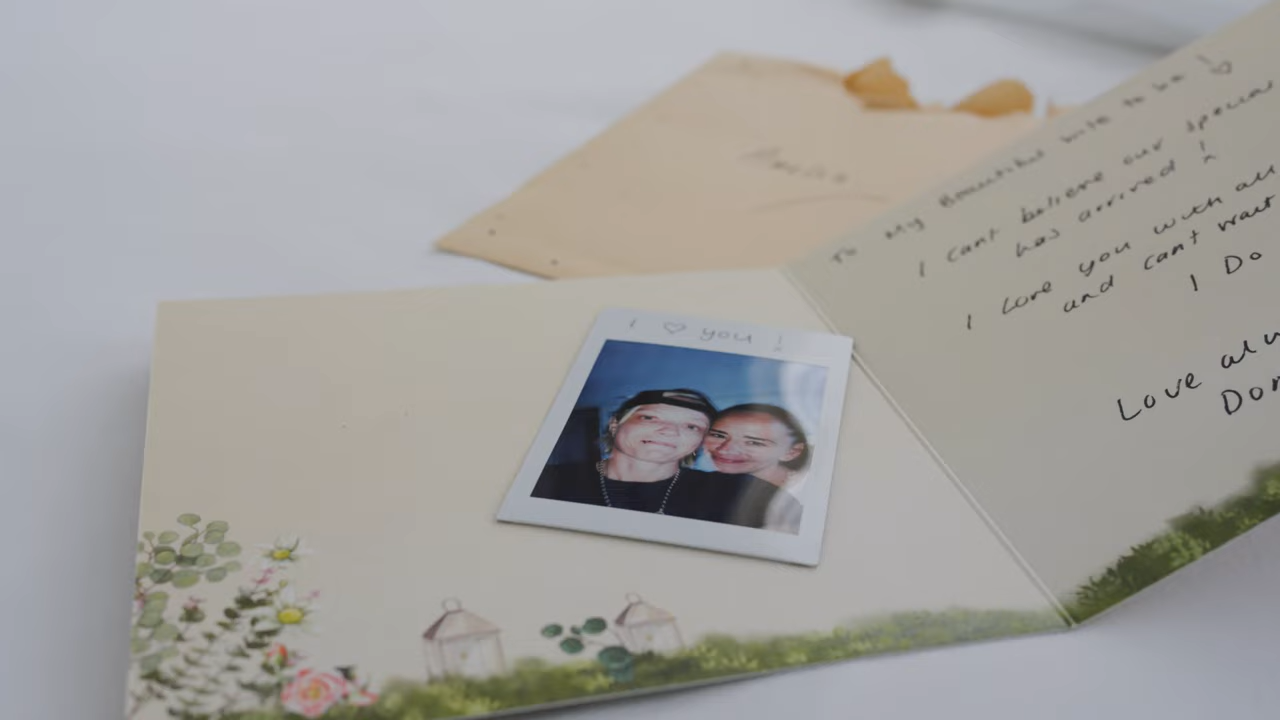 i ♡ you !
To My Beautiful wife to be ! ♡
I cant believe our special
has arrived !
I love you with all
and cant wait
I Do
Love alw
Dom